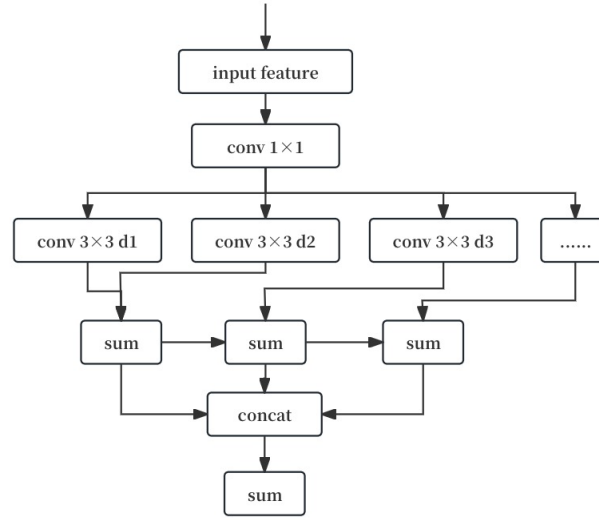 input feature
conv 1×1
conv 3×3 d1
conv 3×3 d2
conv 3×3 d3
......
sum
sum
sum
concat
sum